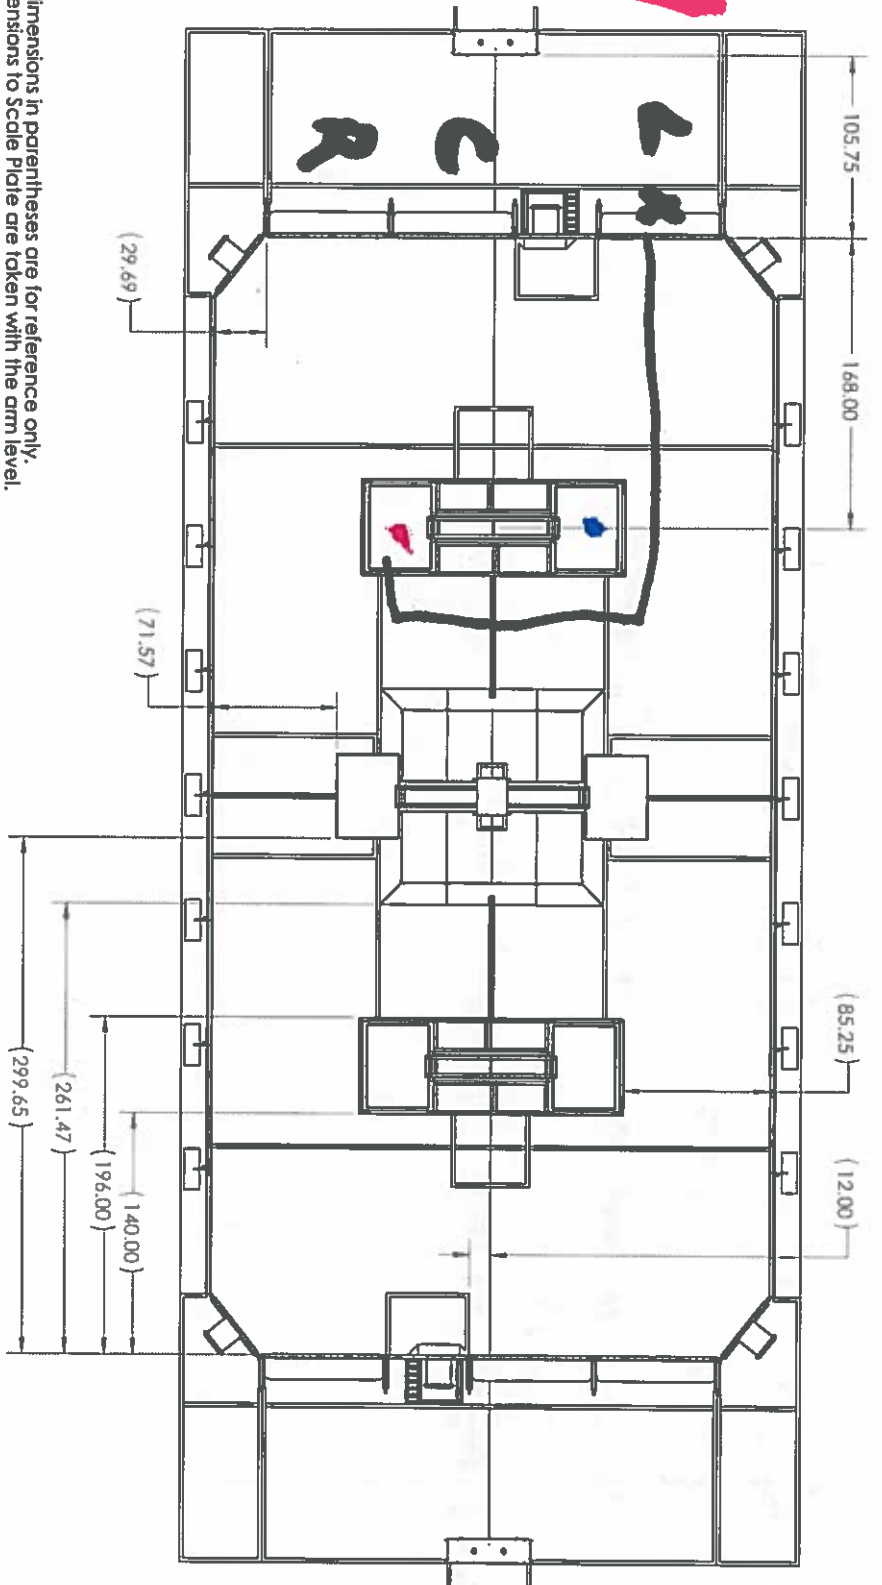 L
C
R
105.75
168.00
(29.69)
(71.57)
(85.25)
(12.00)
(140.00)
(196.00)
(261.47)
(299.65)
imensions in parentheses are for reference only.
ensions to Scale Plate are taken with the arm level.